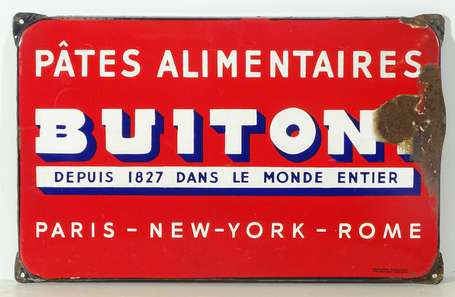 PÂTES ALIMENTAIRES
BUITONI
DEPUIS 1827 DANS LE MONDE ENTIER
PARIS - NEW-YORK - ROME